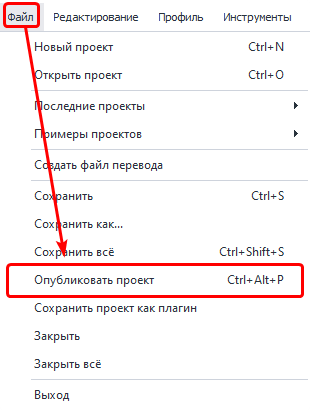 Файл Редактирование Профиль Инструменты
Новый проект Ctrl+N
Открыть проект Ctrl+O
Последние проекты
Примеры проектов
Создать файл перевода
Сохранить Ctrl+S
Сохранить как...
Сохранить всё Ctrl+Shift+S
Опубликовать проект Ctrl+Alt+P
Сохранить проект как плагин
Закрыть
Закрыть всё
Выход